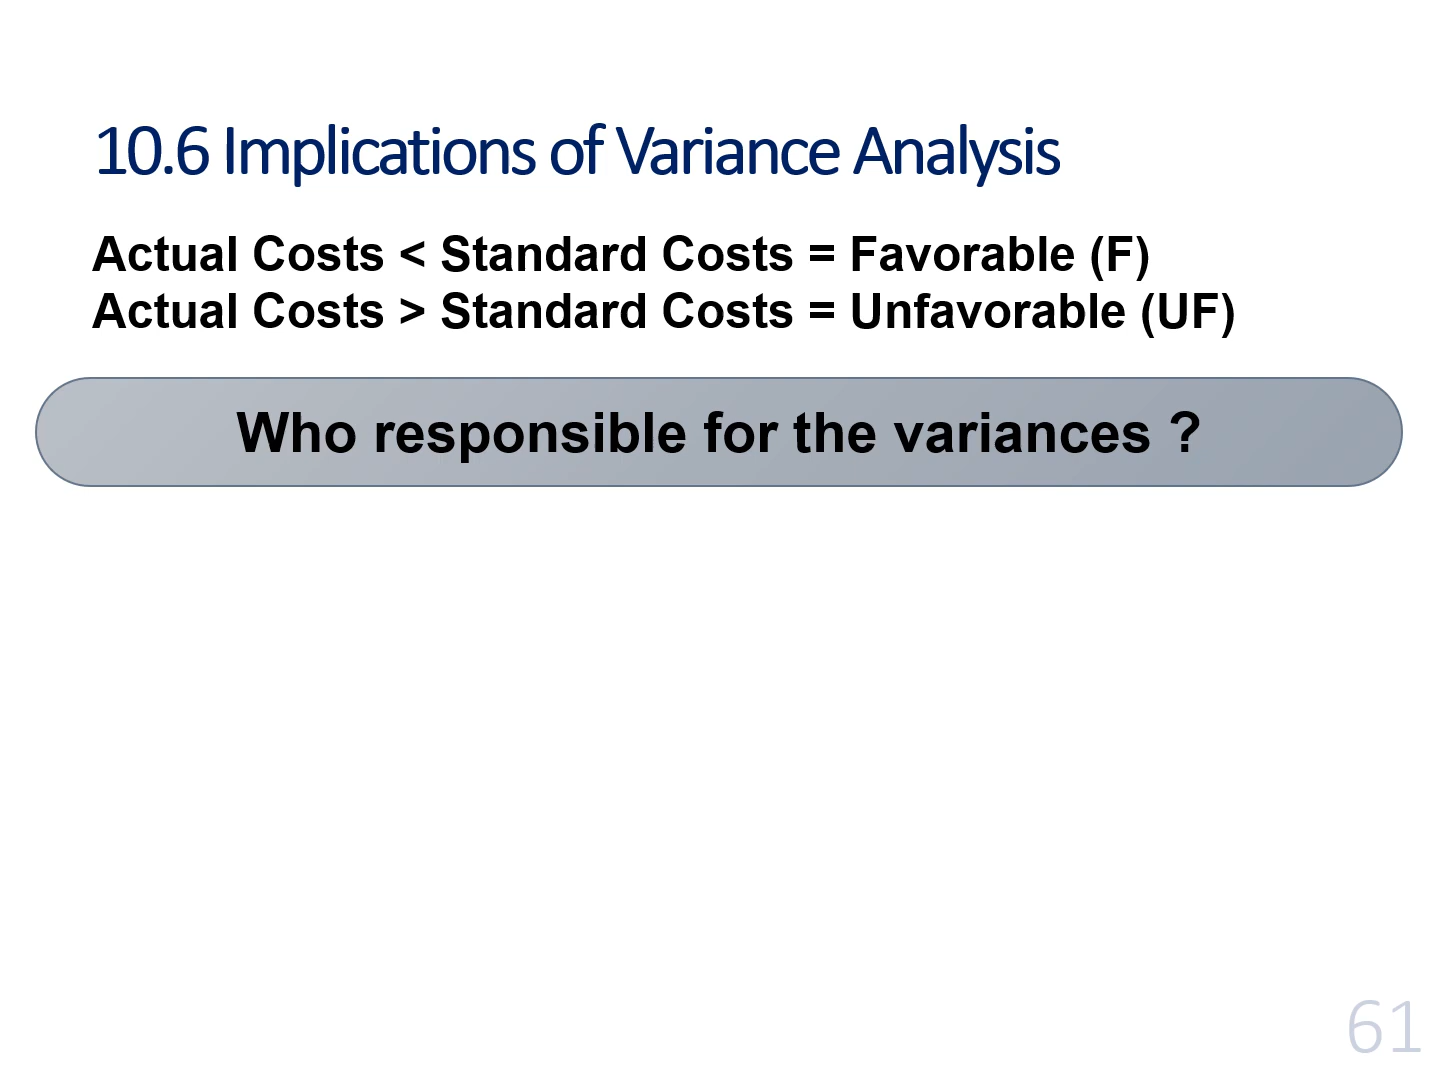 10.6 Implications of Variance Analysis
Actual Costs < Standard Costs = Favorable (F)
Actual Costs > Standard Costs = Unfavorable (UF)
Who responsible for the variances ?
61